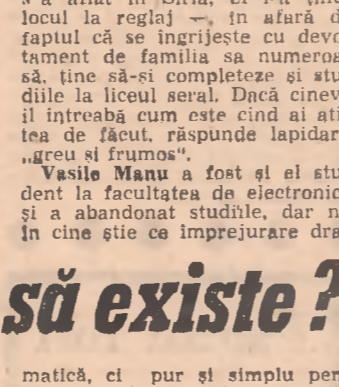 locul la reglaj —, în afară d
faptul că se îngrijește cu devo
tament de familia sa numeroa
să, ține să-și completeze și stu
diile la liceul seral. Dacă cinev
îl întreabă cum este cînd ai atî
tea de făcut, răspunde lapidar
„greu și frumos“.
Vasile Manu a fost și el stu
dent la facultatea de electronic
și a abandonat studiile, dar n
în cine știe ce împrejurare dra
să existe ?
matică, ci pur și simplu pen